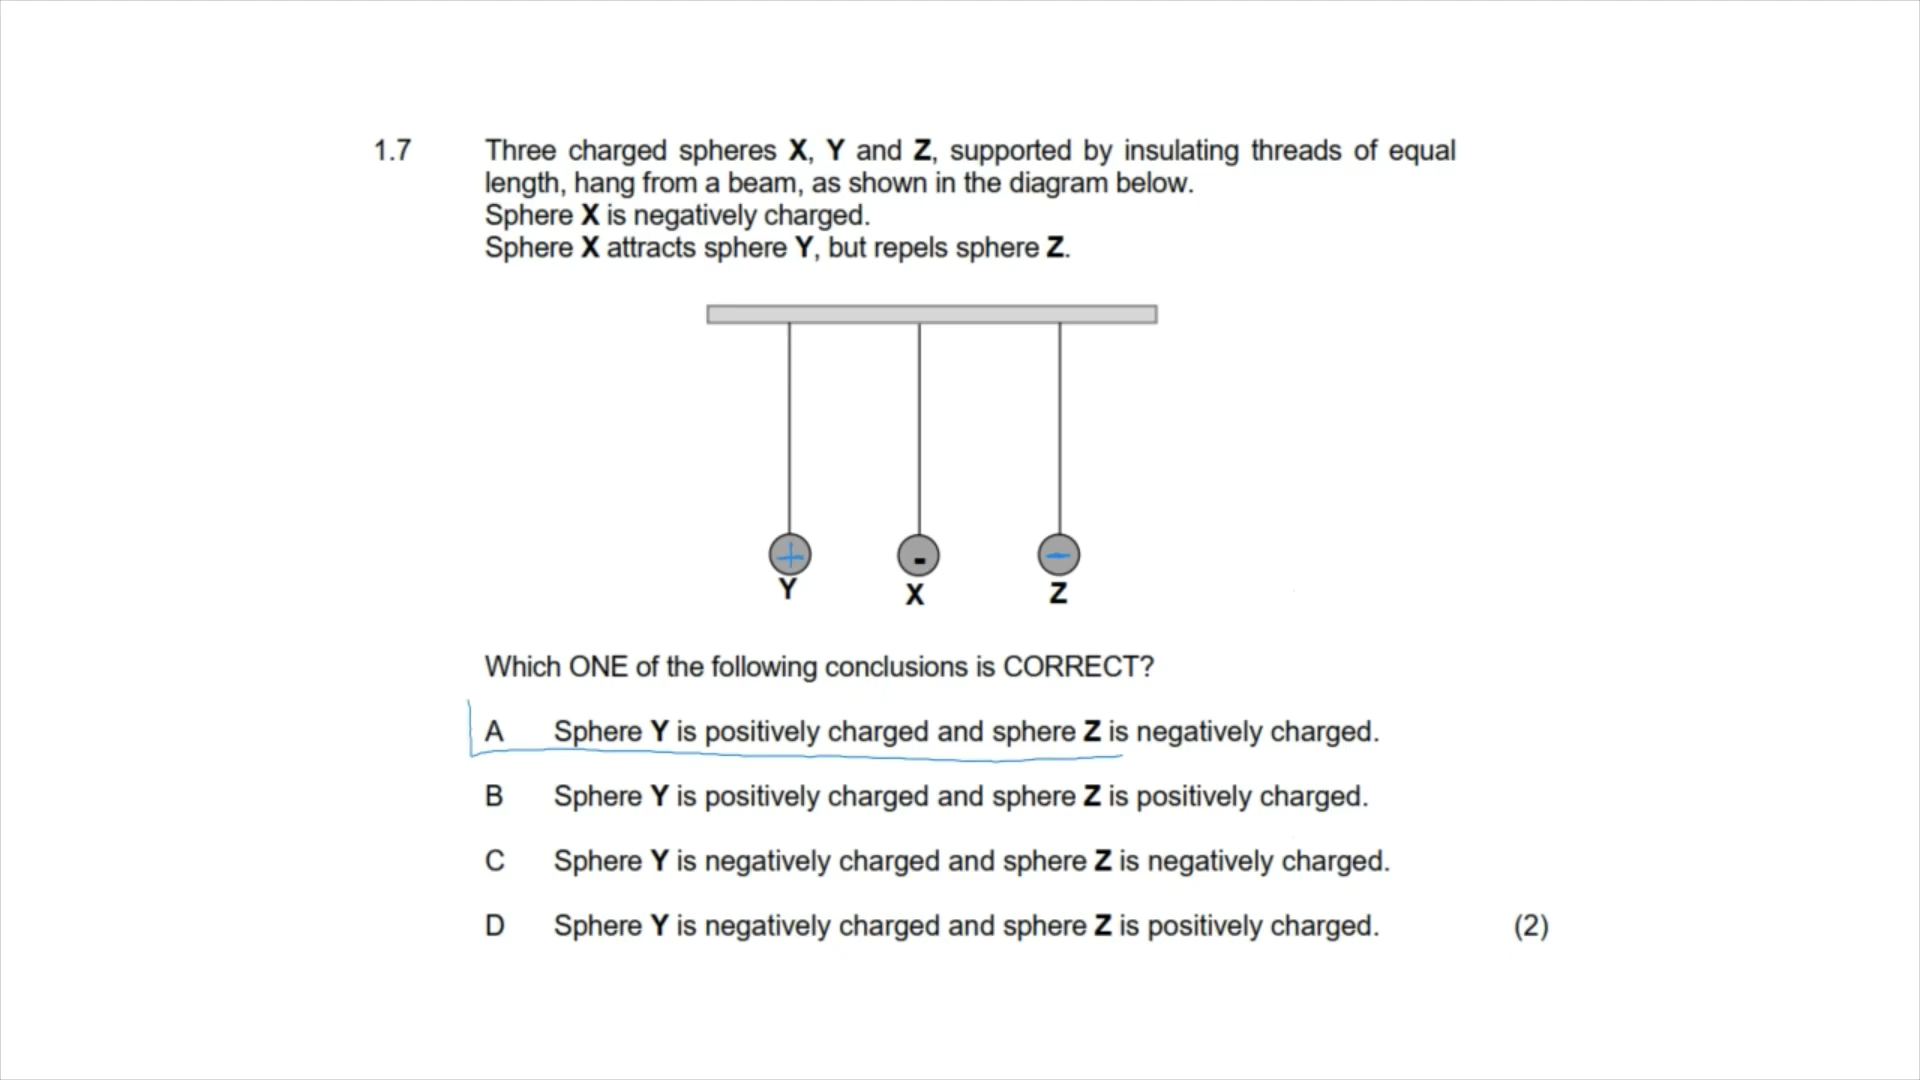 1.7 Three charged spheres X, Y and Z, supported by insulating threads of equal
length, hang from a beam, as shown in the diagram below.
Sphere X is negatively charged.
Sphere X attracts sphere Y, but repels sphere Z.
+ - -
Y X Z
Which ONE of the following conclusions is CORRECT?
A Sphere Y is positively charged and sphere Z is negatively charged.
B Sphere Y is positively charged and sphere Z is positively charged.
C Sphere Y is negatively charged and sphere Z is negatively charged.
D Sphere Y is negatively charged and sphere Z is positively charged. (2)